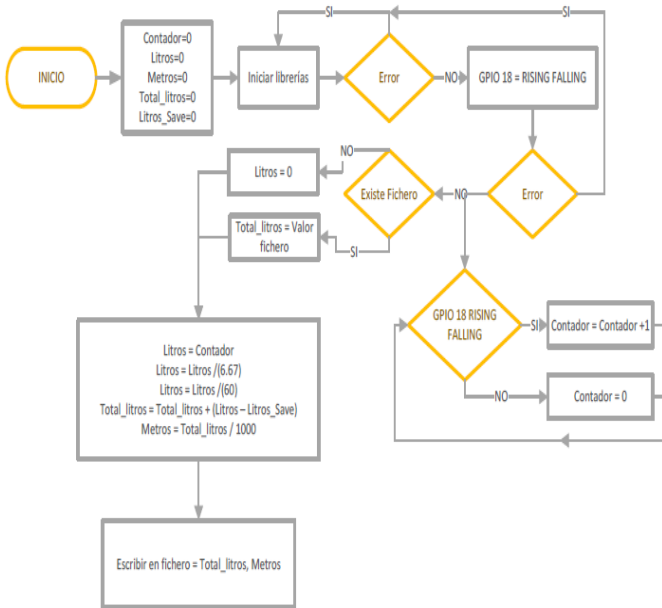 INICIO
Contador=0
Litros=0
Metros=0
Total_litros=0
Litros_Save=0
Iniciar librerías
SI
Error
NO
GPIO 18 = RISING FALLING
SI
Error
NO
Existe Fichero
NO
Litros = 0
SI
Total_litros = Valor
fichero
GPIO 18 RISING
FALLING
SI
Contador = Contador +1
NO
Contador = 0
Litros = Contador
Litros = Litros /(6.67)
Litros = Litros /(60)
Total_litros = Total_litros + (Litros – Litros_Save)
Metros = Total_litros / 1000
Escribir en fichero = Total_litros, Metros